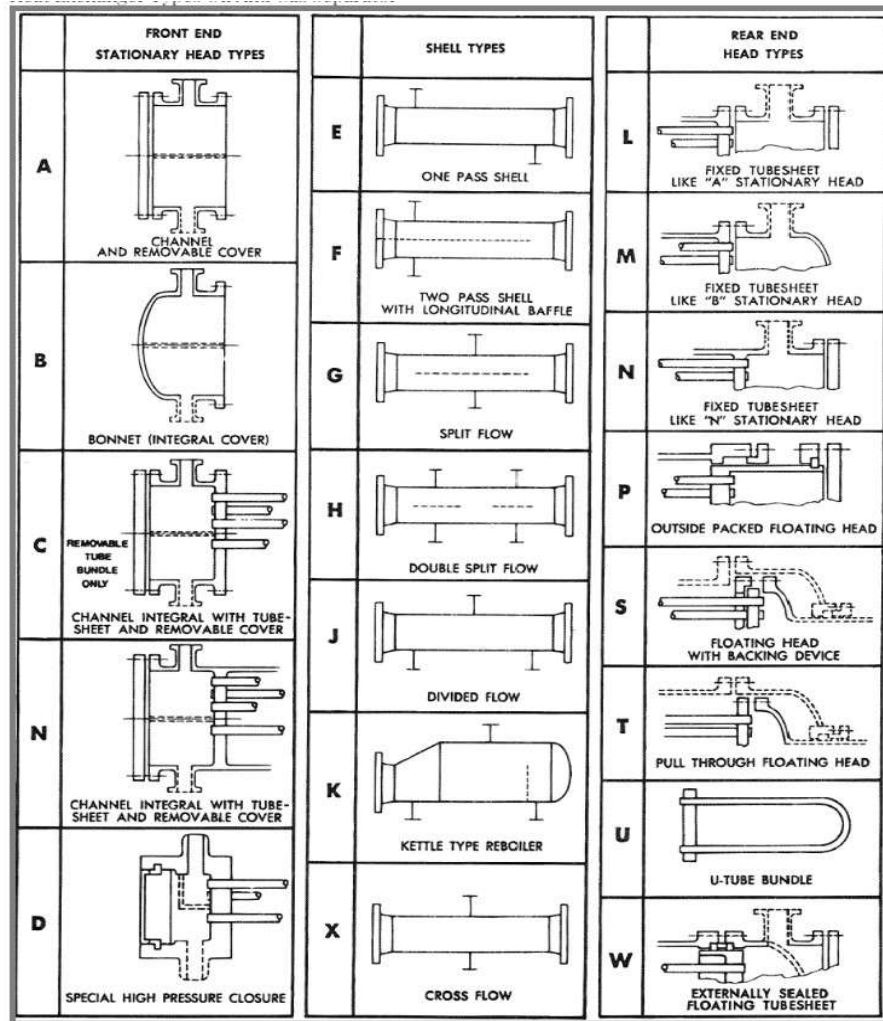 FRONT END
STATIONARY HEAD TYPES
A
CHANNEL
AND REMOVABLE COVER
B
BONNET (INTEGRAL COVER)
C
REMOVABLE
TUBE
BUNDLE
ONLY
CHANNEL INTEGRAL WITH TUBE-
SHEET AND REMOVABLE COVER
N
CHANNEL INTEGRAL WITH TUBE-
SHEET AND REMOVABLE COVER
D
SPECIAL HIGH PRESSURE CLOSURE
SHELL TYPES
E
ONE PASS SHELL
F
TWO PASS SHELL
WITH LONGITUDINAL BAFFLE
G
SPLIT FLOW
H
DOUBLE SPLIT FLOW
J
DIVIDED FLOW
K
KETTLE TYPE REBOILER
X
CROSS FLOW
REAR END
HEAD TYPES
L
FIXED TUBESHEET
LIKE "A" STATIONARY HEAD
M
FIXED TUBESHEET
LIKE "B" STATIONARY HEAD
N
FIXED TUBESHEET
LIKE "N" STATIONARY HEAD
P
OUTSIDE PACKED FLOATING HEAD
S
FLOATING HEAD
WITH BACKING DEVICE
T
PULL THROUGH FLOATING HEAD
U
U-TUBE BUNDLE
W
EXTERNALLY SEALED
FLOATING TUBESHEET